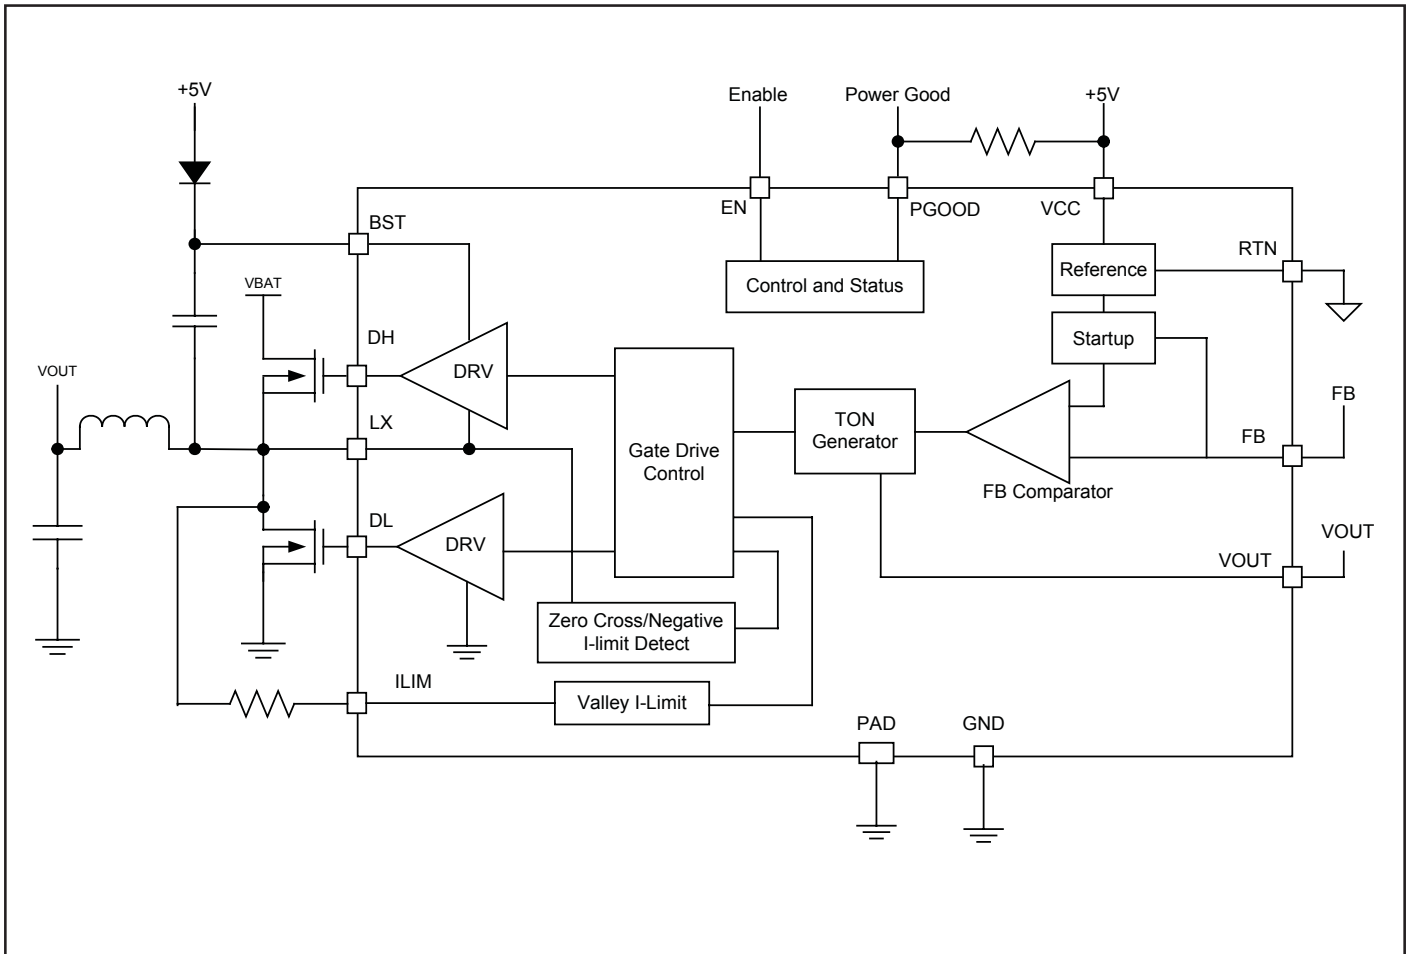 +5V
Enable
Power Good
+5V
EN
PGOOD
VCC
BST
RTN
VBAT
Control and Status
Reference
DH
Startup
DRV
VOUT
FB
LX
TON
Generator
FB
Gate Drive
Control
FB Comparator
DL
DRV
VOUT
VOUT
Zero Cross/Negative
I-limit Detect
ILIM
Valley I-Limit
PAD
GND